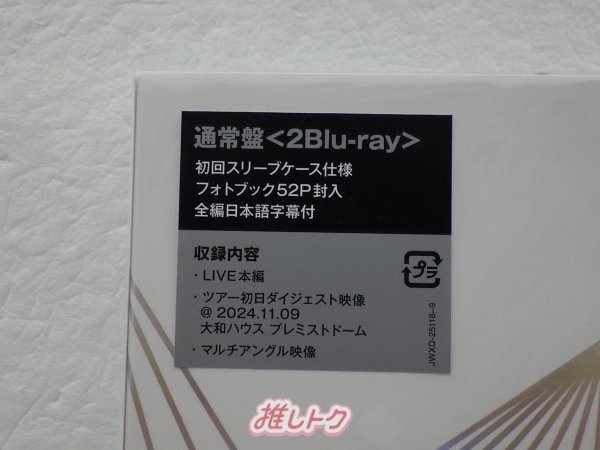 通常盤<2Blu-ray>
初回スリーブケース仕様
フォトブック52P封入
全編日本語字幕付
収録内容
・LIVE本編
・ツアー初日ダイジェスト映像
@ 2024.11.09
大和ハウス プレミストドーム
・マルチアングル映像
プラ
JWXD-25118~9
推しトク